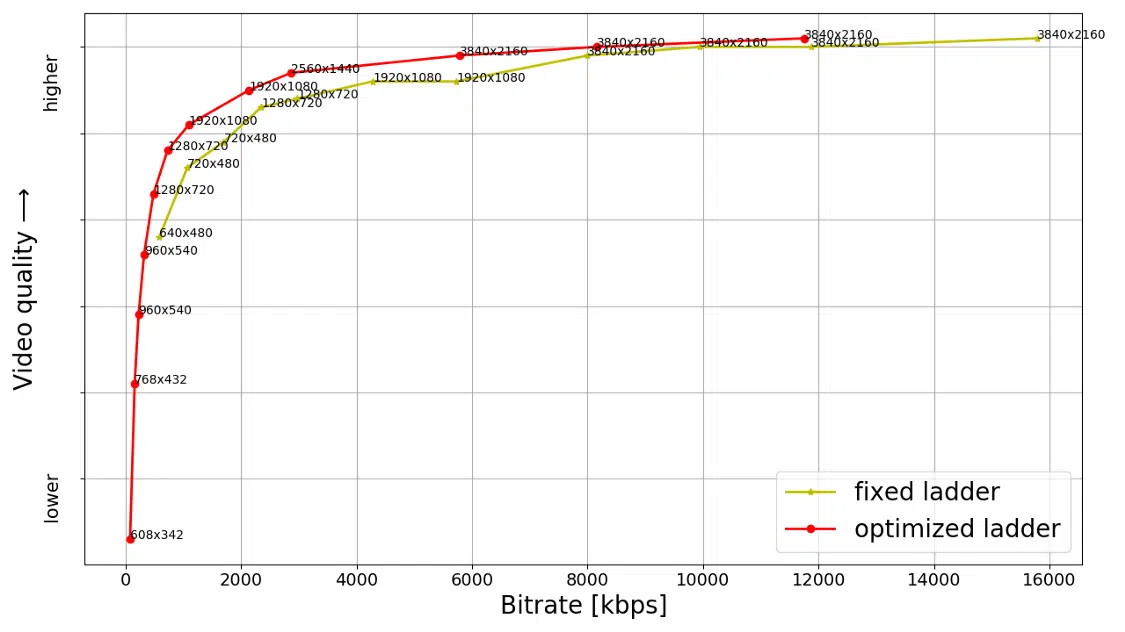 higher
lower
Video quality ⟶
3840x2160
3840x2160
3840x2160
3840x2160
3840x2160
3840x2160
3840x2160
3840x2160
2560x1440
1920x1080
1920x1080
1920x1080
1280x720
1280x720
1920x1080
720x480
1280x720
720x480
1280x720
640x480
960x540
960x540
768x432
608x342
fixed ladder
optimized ladder
0 2000 4000 6000 8000 10000 12000 14000 16000
Bitrate [kbps]